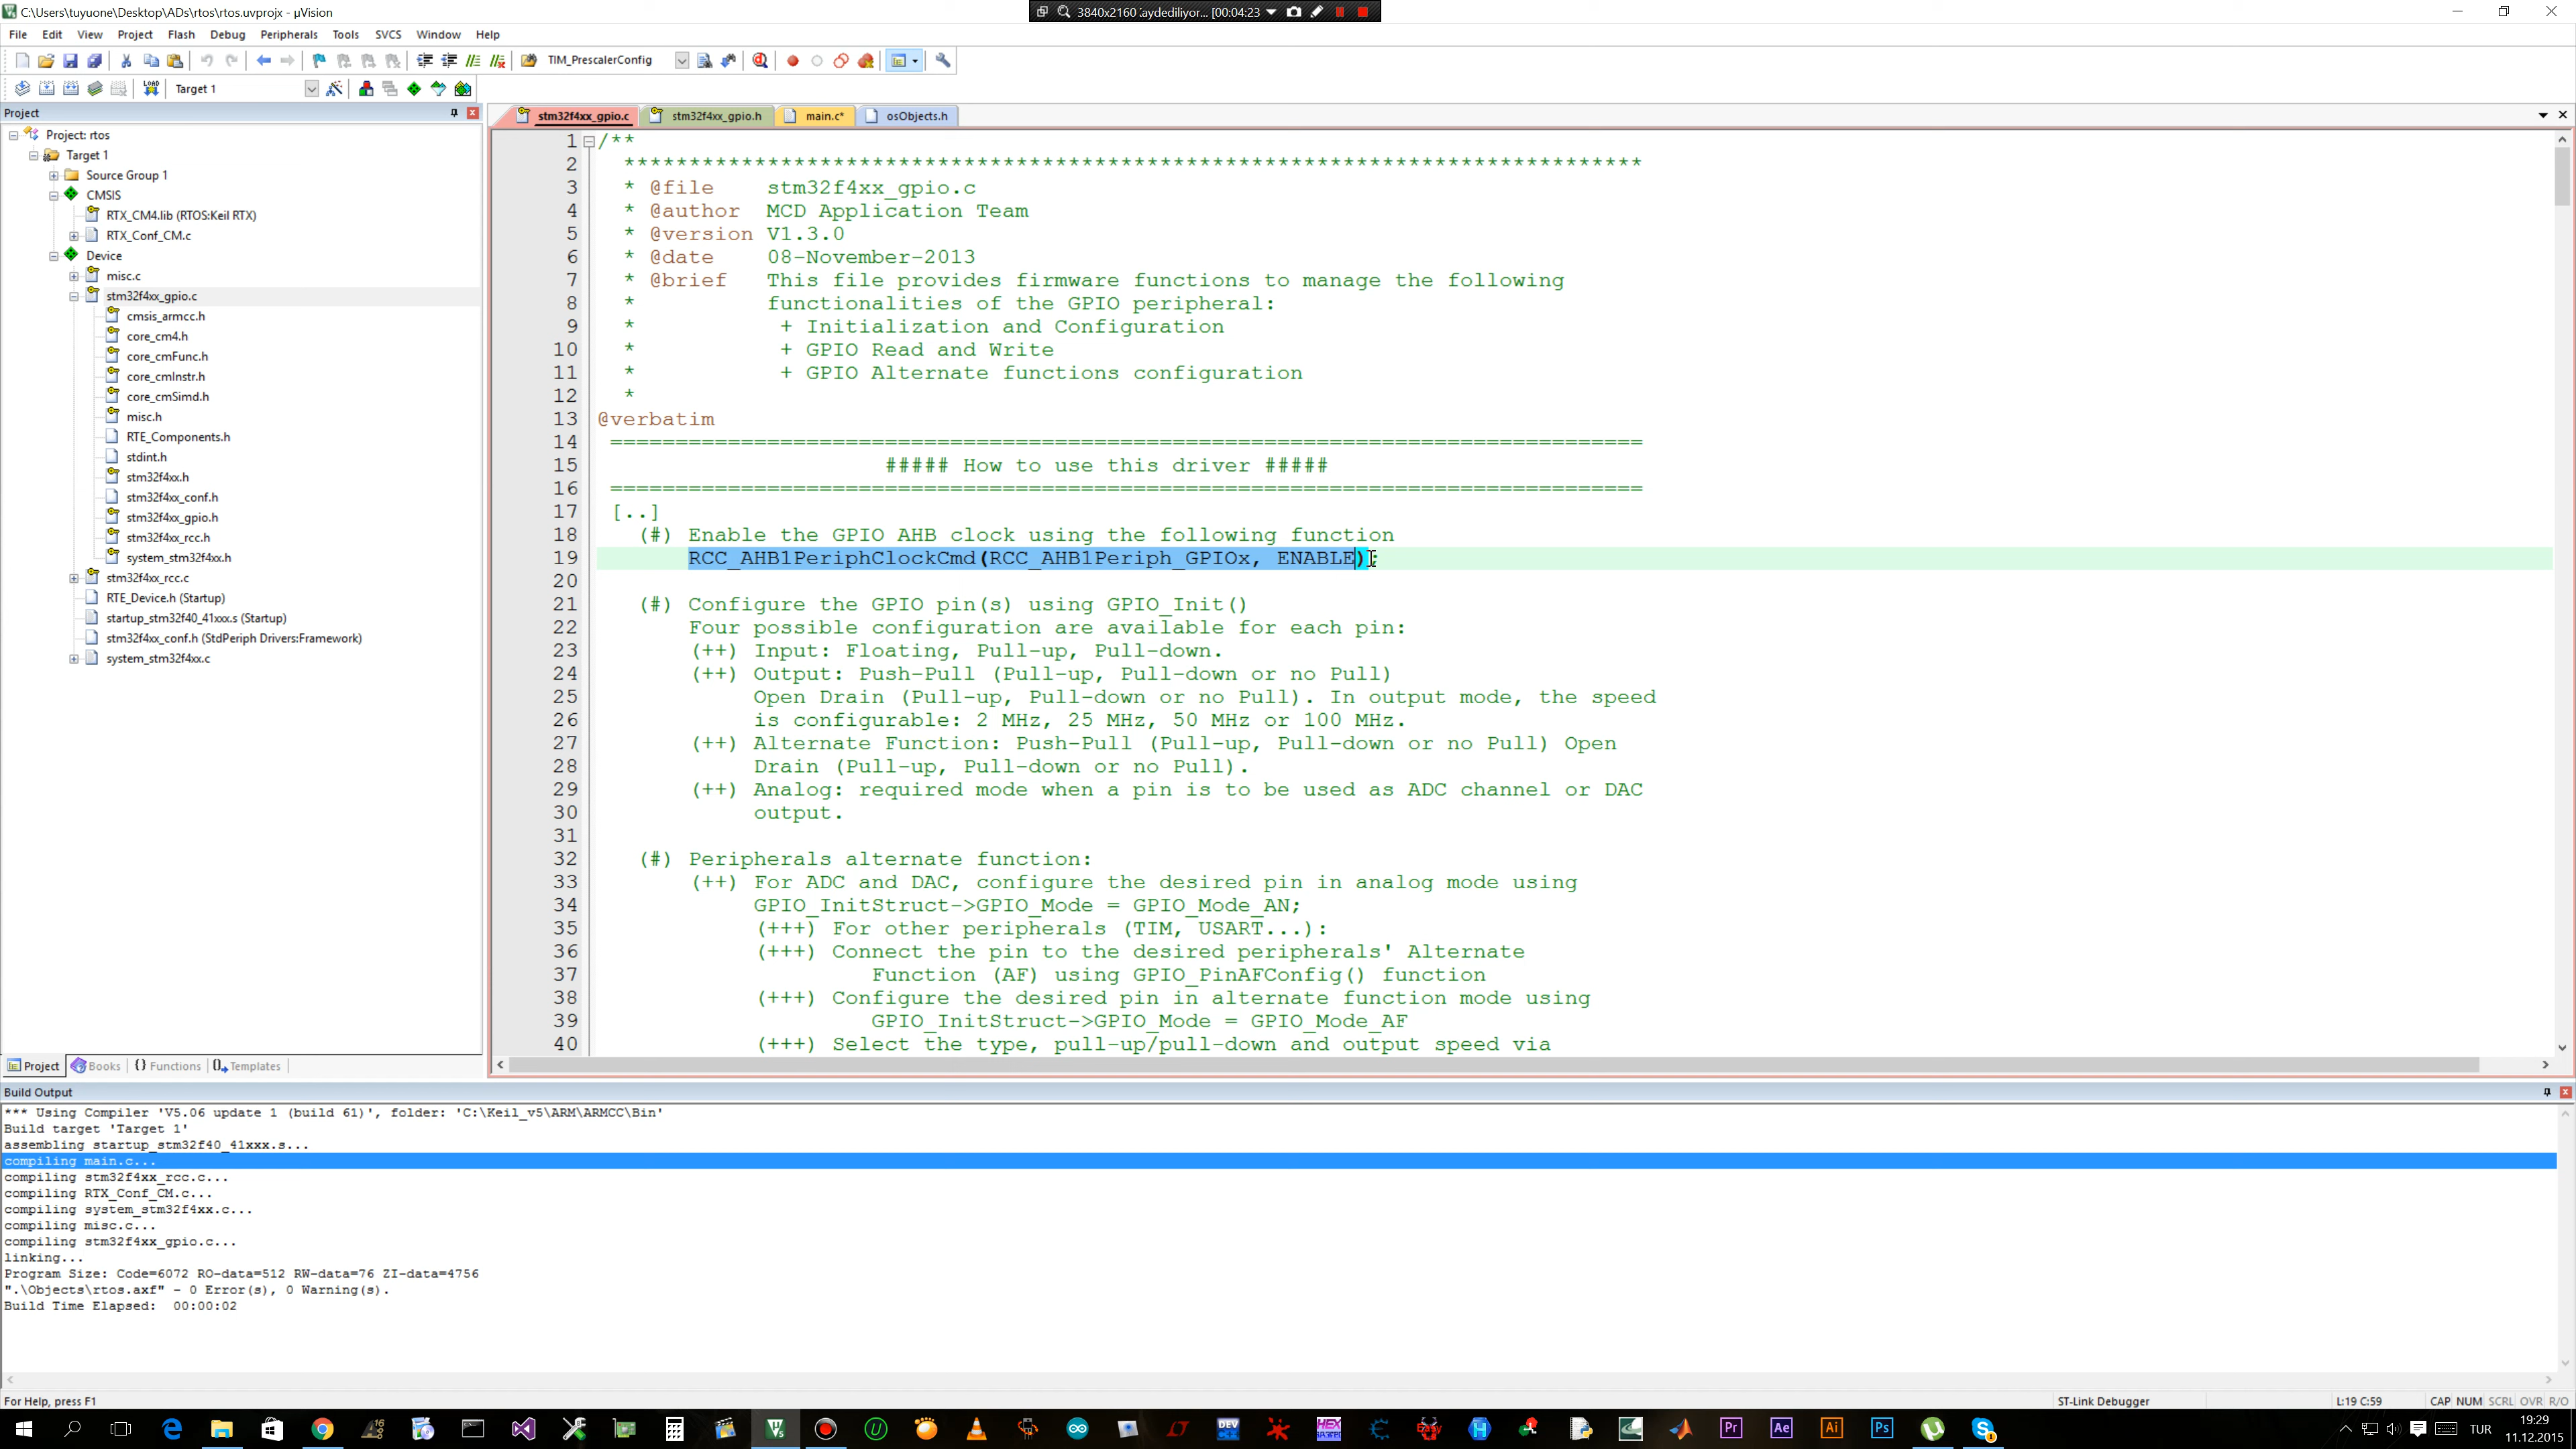 C:\Users\tuyuone\Desktop\ADs\rtos\rtos.uvprojx - µVision
3840x2160 :aydediliyor... [00:04:23]
File Edit View Project Flash Debug Peripherals Tools SVCS Window Help
TIM_PrescalerConfig
LOAD Target 1
Project
Project: rtos
Target 1
Source Group 1
CMSIS
RTX_CM4.lib (RTOS:Keil RTX)
RTX_Conf_CM.c
Device
misc.c
stm32f4xx_gpio.c
cmsis_armcc.h
core_cm4.h
core_cmFunc.h
core_cmInstr.h
core_cmSimd.h
misc.h
RTE_Components.h
stdint.h
stm32f4xx.h
stm32f4xx_conf.h
stm32f4xx_gpio.h
stm32f4xx_rcc.h
system_stm32f4xx.h
stm32f4xx_rcc.c
RTE_Device.h (Startup)
startup_stm32f40_41xxx.s (Startup)
stm32f4xx_conf.h (StdPeriph Drivers:Framework)
system_stm32f4xx.c
Project Books {} Functions Templates
stm32f4xx_gpio.c stm32f4xx_gpio.h main.c* osObjects.h
1 /**
2 ******************************************************************************
3 * @file stm32f4xx_gpio.c
4 * @author MCD Application Team
5 * @version V1.3.0
6 * @date 08-November-2013
7 * @brief This file provides firmware functions to manage the following
8 * functionalities of the GPIO peripheral:
9 * + Initialization and Configuration
10 * + GPIO Read and Write
11 * + GPIO Alternate functions configuration
12 *
13 @verbatim
14 ===============================================================================
15 ##### How to use this driver #####
16 ===============================================================================
17 [..]
18 (#) Enable the GPIO AHB clock using the following function
19 RCC_AHB1PeriphClockCmd(RCC_AHB1Periph_GPIOx, ENABLE);
20
21 (#) Configure the GPIO pin(s) using GPIO_Init()
22 Four possible configuration are available for each pin:
23 (++) Input: Floating, Pull-up, Pull-down.
24 (++) Output: Push-Pull (Pull-up, Pull-down or no Pull)
25 Open Drain (Pull-up, Pull-down or no Pull). In output mode, the speed
26 is configurable: 2 MHz, 25 MHz, 50 MHz or 100 MHz.
27 (++) Alternate Function: Push-Pull (Pull-up, Pull-down or no Pull) Open
28 Drain (Pull-up, Pull-down or no Pull).
29 (++) Analog: required mode when a pin is to be used as ADC channel or DAC
30 output.
31
32 (#) Peripherals alternate function:
33 (++) For ADC and DAC, configure the desired pin in analog mode using
34 GPIO_InitStruct->GPIO_Mode = GPIO_Mode_AN;
35 (+++) For other peripherals (TIM, USART...):
36 (+++) Connect the pin to the desired peripherals' Alternate
37 Function (AF) using GPIO_PinAFConfig() function
38 (+++) Configure the desired pin in alternate function mode using
39 GPIO_InitStruct->GPIO_Mode = GPIO_Mode_AF
40 (+++) Select the type, pull-up/pull-down and output speed via
Build Output
*** Using Compiler 'V5.06 update 1 (build 61)', folder: 'C:\Keil_v5\ARM\ARMCC\Bin'
Build target 'Target 1'
assembling startup_stm32f40_41xxx.s...
compiling main.c...
compiling stm32f4xx_rcc.c...
compiling RTX_Conf_CM.c...
compiling system_stm32f4xx.c...
compiling misc.c...
compiling stm32f4xx_gpio.c...
linking...
Program Size: Code=6072 RO-data=512 RW-data=76 ZI-data=4756
".\Objects\rtos.axf" - 0 Error(s), 0 Warning(s).
Build Time Elapsed: 00:00:02
For Help, press F1 ST-Link Debugger L:19 C:59 CAP NUM SCRL OVR R/O
Pr Ae Ai Ps TUR 19:29
11.12.2015